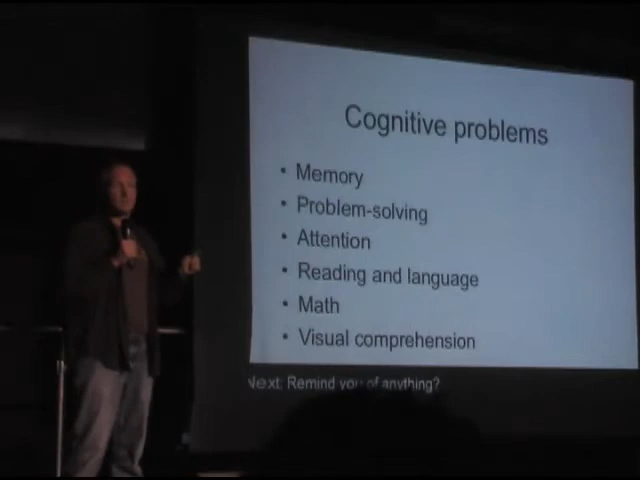 Cognitive problems
• Memory
• Problem-solving
• Attention
• Reading and language
• Math
• Visual comprehension
Next: Remind you of anything?